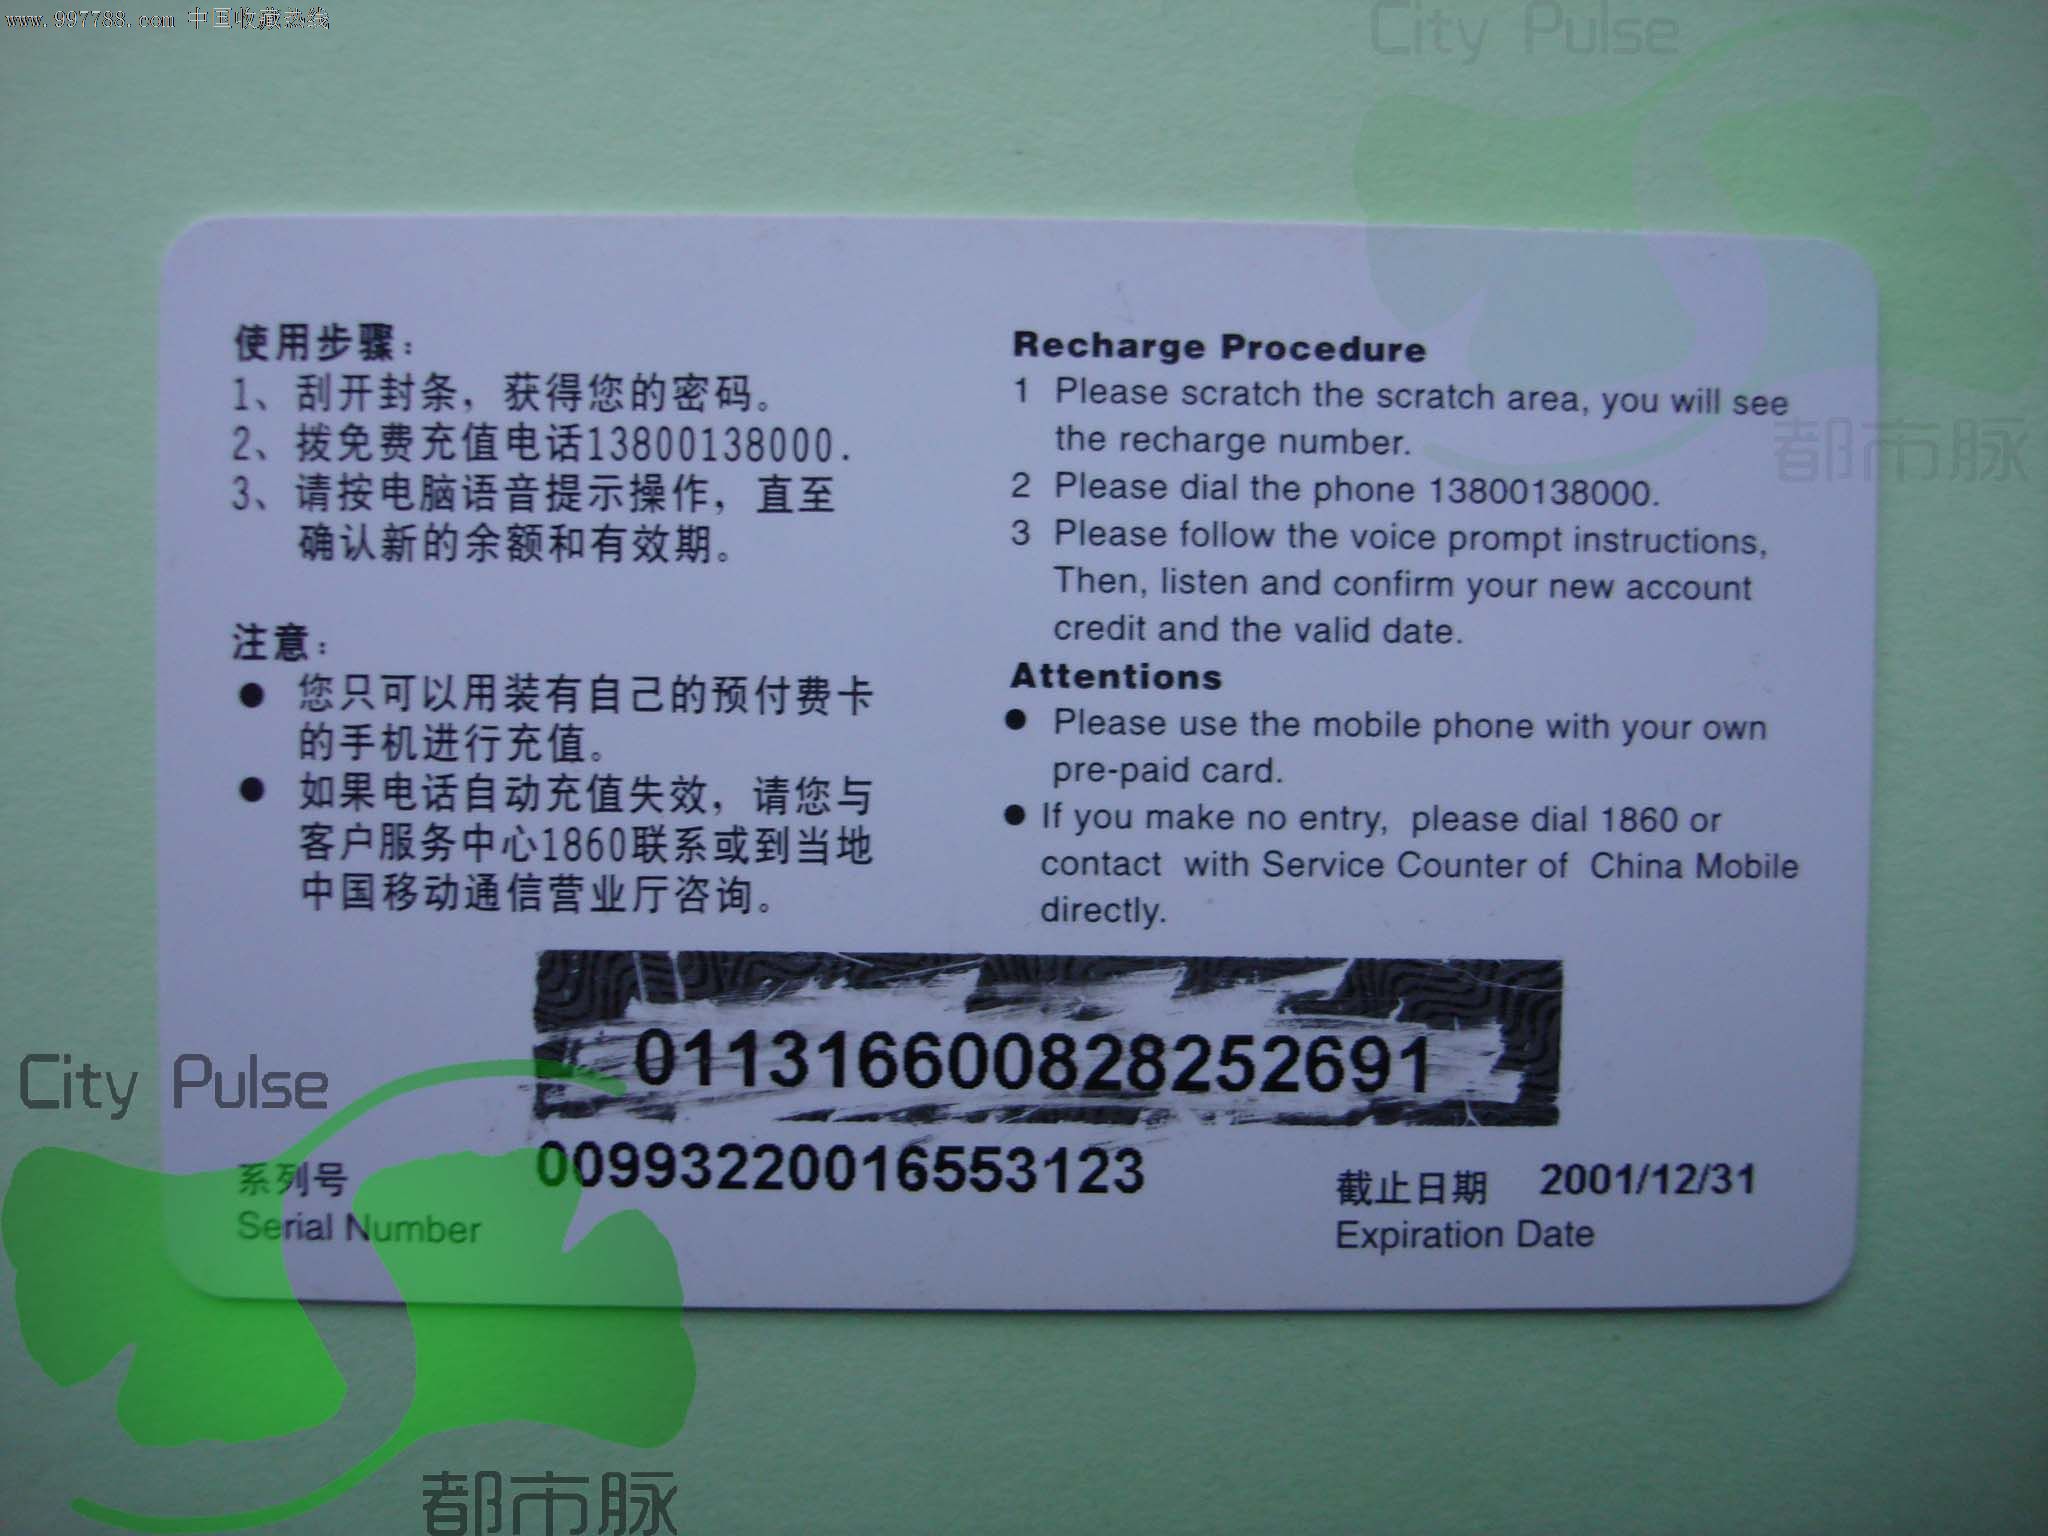 www.997788.com 中国收藏热线
City Pulse
都市脉
使用步骤：
1、刮开封条，获得您的密码。
2、拨免费充值电话13800138000.
3、请按电脑语音提示操作，直至
确认新的余额和有效期。
注意：
● 您只可以用装有自己的预付费卡
的手机进行充值。
● 如果电话自动充值失效，请您与
客户服务中心1860联系或到当地
中国移动通信营业厅咨询。
Recharge Procedure
1 Please scratch the scratch area, you will see
the recharge number.
2 Please dial the phone 13800138000.
3 Please follow the voice prompt instructions,
Then, listen and confirm your new account
credit and the valid date.
Attentions
● Please use the mobile phone with your own
pre-paid card.
● If you make no entry, please dial 1860 or
contact with Service Counter of China Mobile
directly.
011316600828252691
00993220016553123
系列号
Serial Number
截止日期 2001/12/31
Expiration Date
City Pulse
都市脉